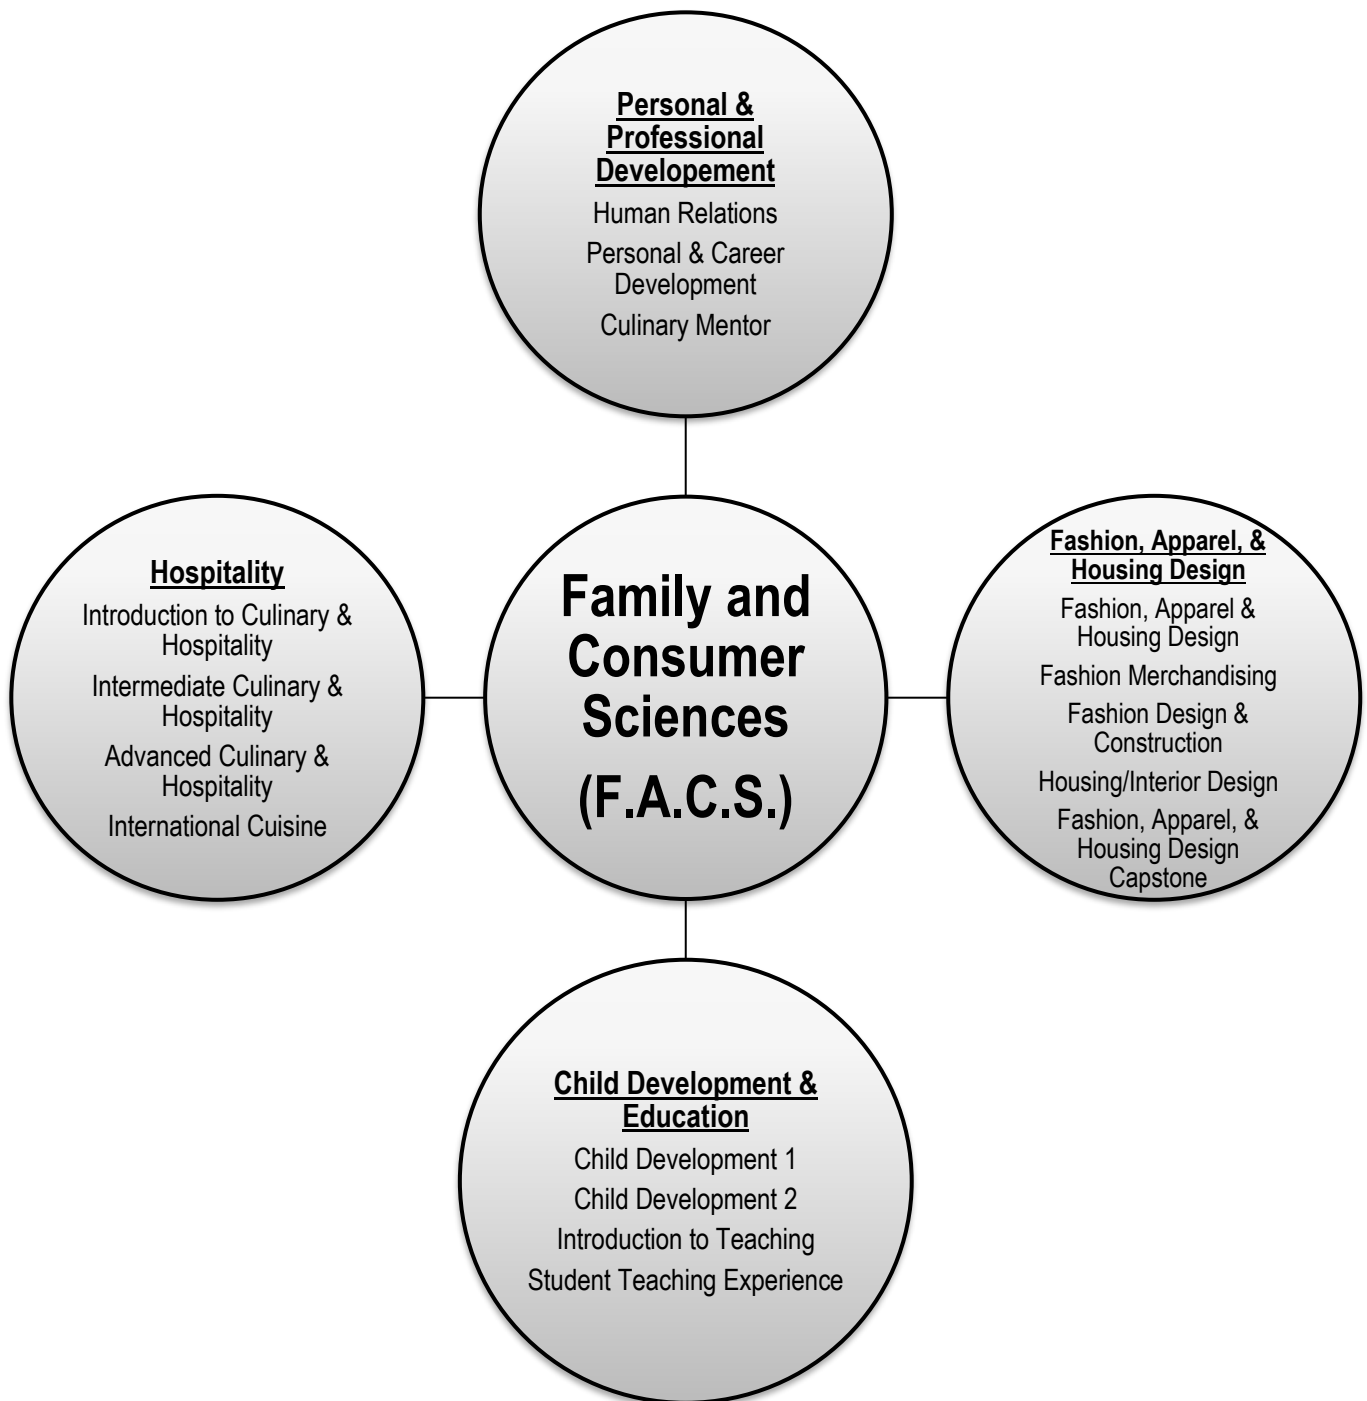 Personal &
Professional
Developement
Human Relations
Personal & Career
Development
Culinary Mentor
Hospitality
Introduction to Culinary &
Hospitality
Intermediate Culinary &
Hospitality
Advanced Culinary &
Hospitality
International Cuisine
Family and
Consumer
Sciences
(F.A.C.S.)
Fashion, Apparel, &
Housing Design
Fashion, Apparel &
Housing Design
Fashion Merchandising
Fashion Design &
Construction
Housing/Interior Design
Fashion, Apparel, &
Housing Design
Capstone
Child Development &
Education
Child Development 1
Child Development 2
Introduction to Teaching
Student Teaching Experience